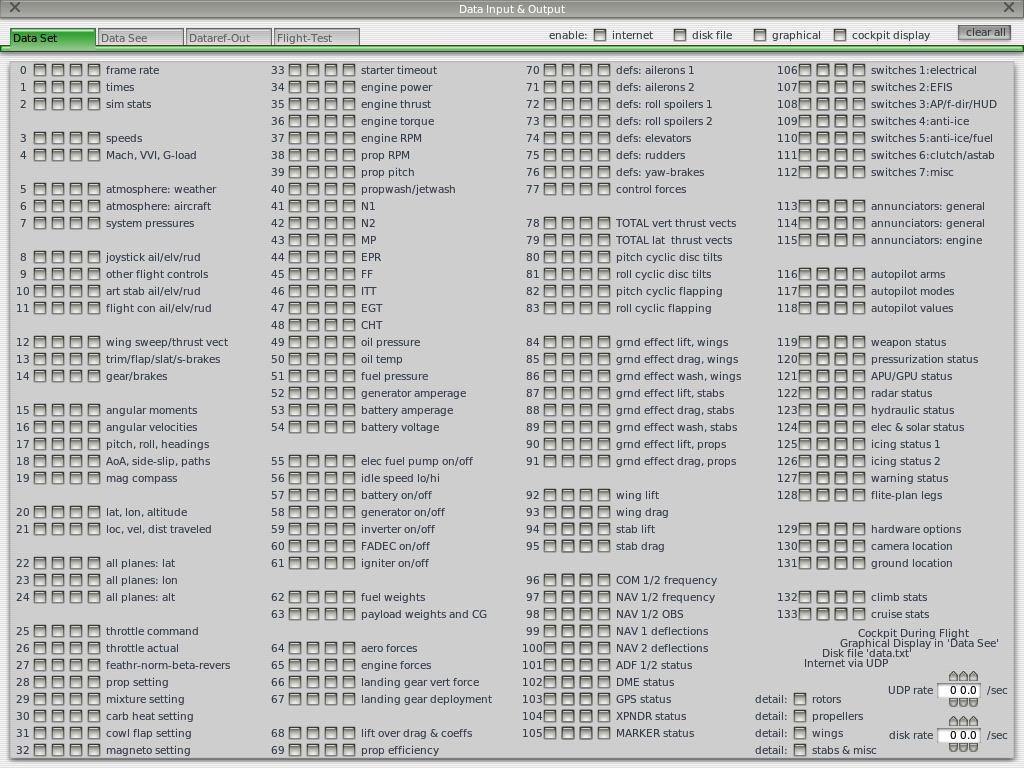 Data Input & Output
Data Set Data See Dataref-Out Flight-Test enable: internet disk file graphical cockpit display clear all
0 frame rate
1 times
2 sim stats
3 speeds
4 Mach, VVI, G-load
5 atmosphere: weather
6 atmosphere: aircraft
7 system pressures
8 joystick ail/elv/rud
9 other flight controls
10 art stab ail/elv/rud
11 flight con ail/elv/rud
12 wing sweep/thrust vect
13 trim/flap/slat/s-brakes
14 gear/brakes
15 angular moments
16 angular velocities
17 pitch, roll, headings
18 AoA, side-slip, paths
19 mag compass
20 lat, lon, altitude
21 loc, vel, dist traveled
22 all planes: lat
23 all planes: lon
24 all planes: alt
25 throttle command
26 throttle actual
27 feathr-norm-beta-revers
28 prop setting
29 mixture setting
30 carb heat setting
31 cowl flap setting
32 magneto setting
33 starter timeout
34 engine power
35 engine thrust
36 engine torque
37 engine RPM
38 prop RPM
39 prop pitch
40 propwash/jetwash
41 N1
42 N2
43 MP
44 EPR
45 FF
46 ITT
47 EGT
48 CHT
49 oil pressure
50 oil temp
51 fuel pressure
52 generator amperage
53 battery amperage
54 battery voltage
55 elec fuel pump on/off
56 idle speed lo/hi
57 battery on/off
58 generator on/off
59 inverter on/off
60 FADEC on/off
61 igniter on/off
62 fuel weights
63 payload weights and CG
64 aero forces
65 engine forces
66 landing gear vert force
67 landing gear deployment
68 lift over drag & coeffs
69 prop efficiency
70 defs: ailerons 1
71 defs: ailerons 2
72 defs: roll spoilers 1
73 defs: roll spoilers 2
74 defs: elevators
75 defs: rudders
76 defs: yaw-brakes
77 control forces
78 TOTAL vert thrust vects
79 TOTAL lat thrust vects
80 pitch cyclic disc tilts
81 roll cyclic disc tilts
82 pitch cyclic flapping
83 roll cyclic flapping
84 grnd effect lift, wings
85 grnd effect drag, wings
86 grnd effect wash, wings
87 grnd effect lift, stabs
88 grnd effect drag, stabs
89 grnd effect wash, stabs
90 grnd effect lift, props
91 grnd effect drag, props
92 wing lift
93 wing drag
94 stab lift
95 stab drag
96 COM 1/2 frequency
97 NAV 1/2 frequency
98 NAV 1/2 OBS
99 NAV 1 deflections
100 NAV 2 deflections
101 ADF 1/2 status
102 DME status
103 GPS status
104 XPNDR status
105 MARKER status
106 switches 1:electrical
107 switches 2:EFIS
108 switches 3:AP/f-dir/HUD
109 switches 4:anti-ice
110 switches 5:anti-ice/fuel
111 switches 6:clutch/astab
112 switches 7:misc
113 annunciators: general
114 annunciators: general
115 annunciators: engine
116 autopilot arms
117 autopilot modes
118 autopilot values
119 weapon status
120 pressurization status
121 APU/GPU status
122 radar status
123 hydraulic status
124 elec & solar status
125 icing status 1
126 icing status 2
127 warning status
128 flite-plan legs
129 hardware options
130 camera location
131 ground location
132 climb stats
133 cruise stats
Cockpit During Flight
Graphical Display in 'Data See'
Disk file 'data.txt'
Internet via UDP
UDP rate 0 0.0 /sec
detail: rotors
detail: propellers
detail: wings
disk rate 0 0.0 /sec
detail: stabs & misc